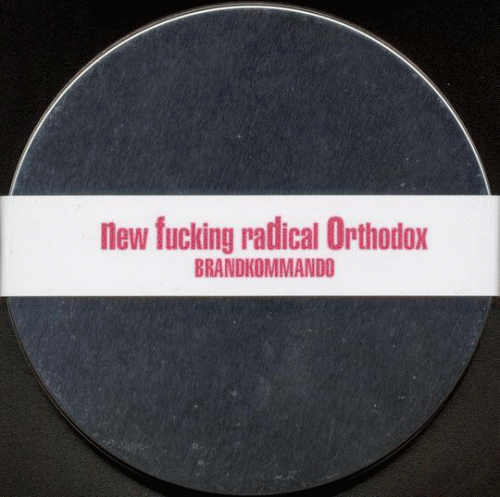 new fucking radical Orthodox
BRANDKOMMANDO